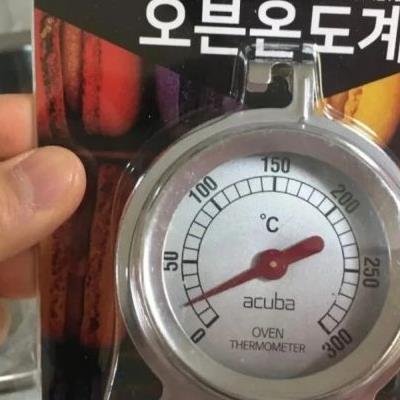 오븐온도계
0
50
100
150
200
250
300
°C
acuba
OVEN
THERMOMETER